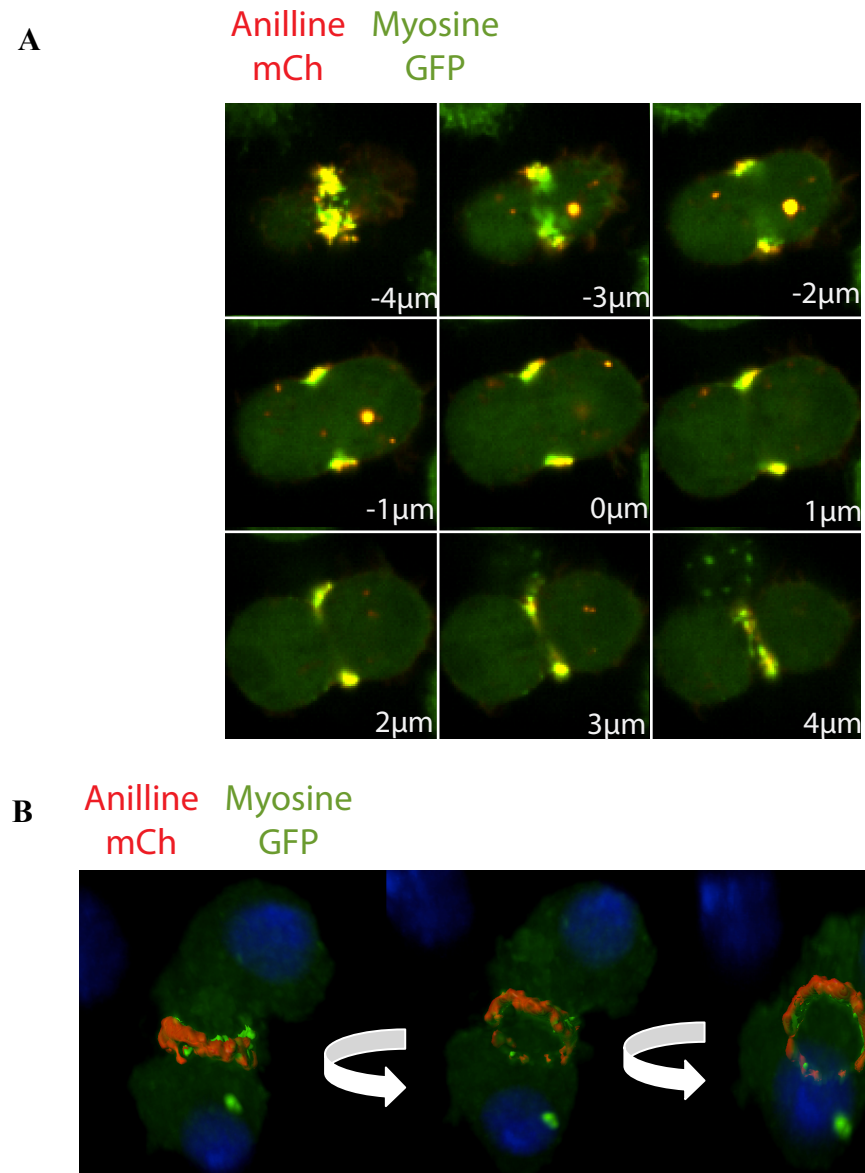 A
Anilline Myosine
mCh GFP
-4µm -3µm -2µm
-1µm 0µm 1µm
2µm 3µm 4µm
B
Anilline Myosine
mCh GFP